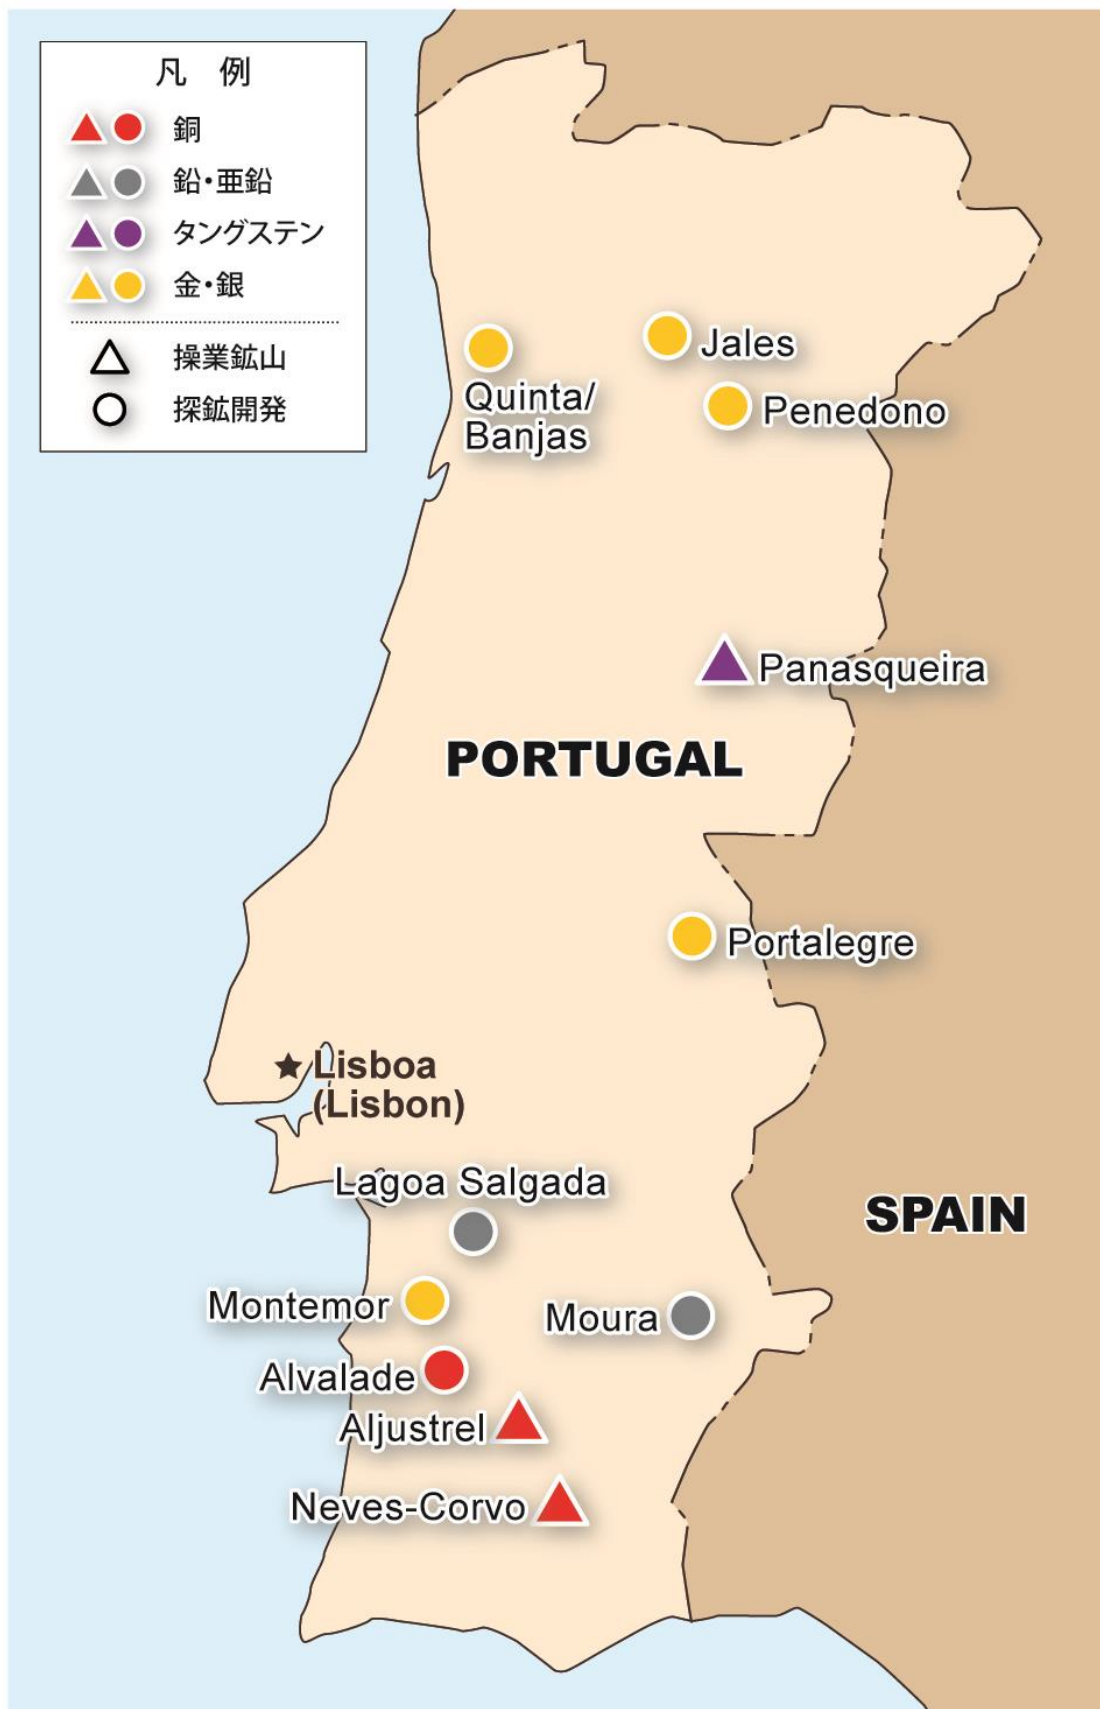 凡 例
銅
鉛・亜鉛
タングステン
金・銀
操業鉱山
探鉱開発
Jales
Quinta/
Banjas
Penedono
Panasqueira
PORTUGAL
Portalegre
Lisboa
(Lisbon)
Lagoa Salgada
SPAIN
Montemor
Moura
Alvalade
Aljustrel
Neves-Corvo